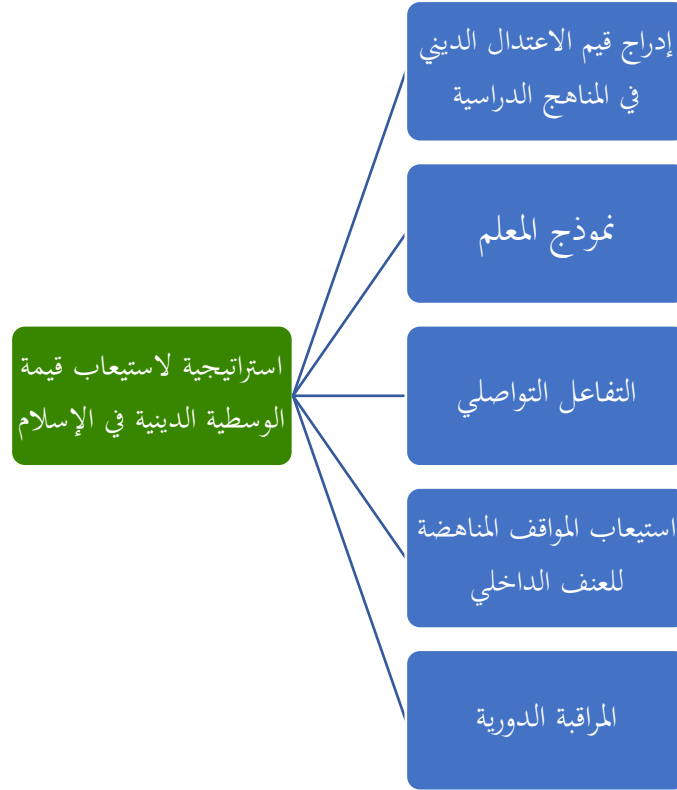 إدراج قيم الاعتدال الديني
في المناهج الدراسية
نموذج المعلم
التفاعل التواصلي
استراتيجية لاستيعاب قيمة
الوسطية الدينية في الإسلام
استيعاب المواقف المناهضة
للعنف الداخلي
المراقبة الدورية